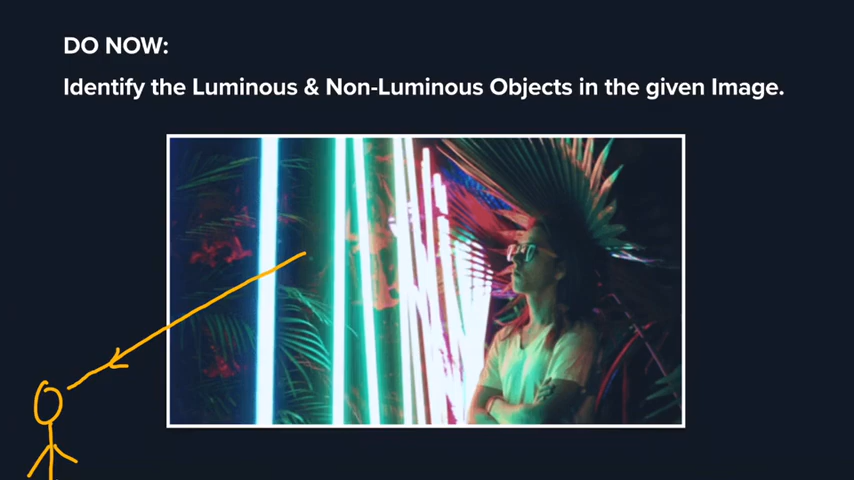 DO NOW:
Identify the Luminous & Non-Luminous Objects in the given Image.